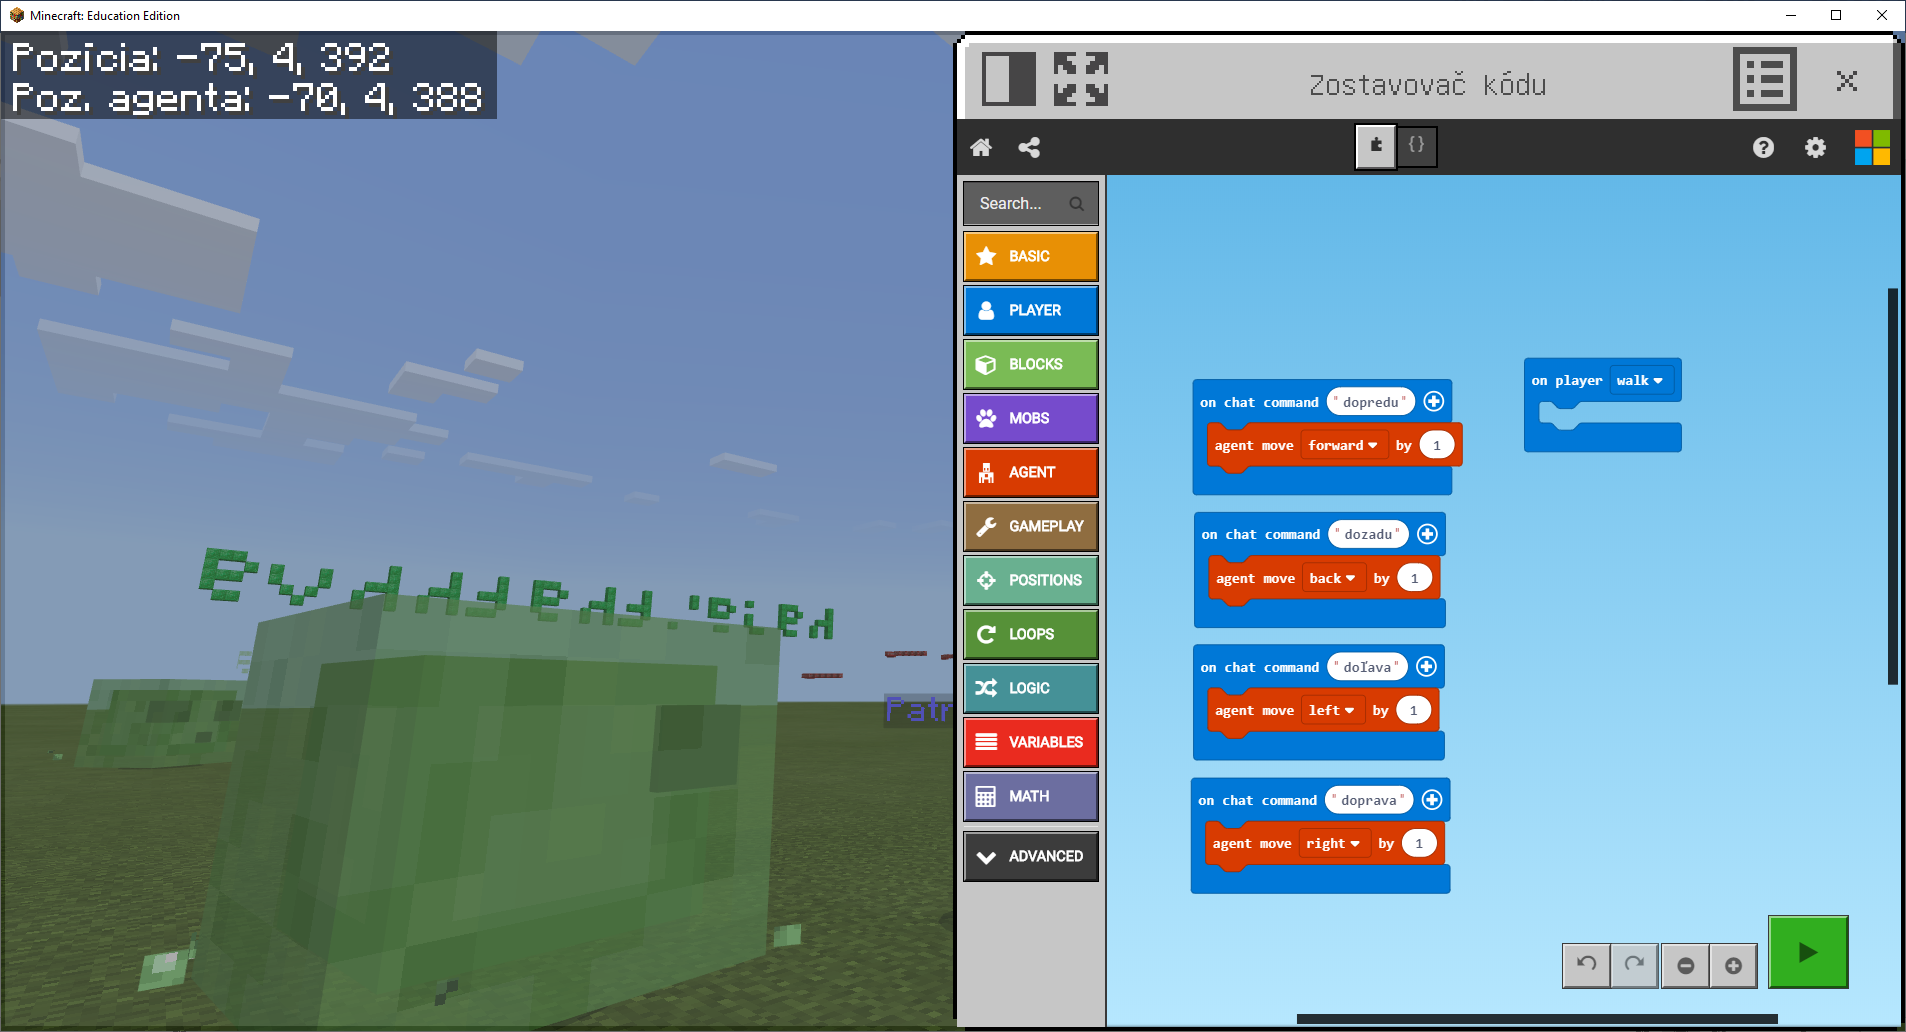 Minecraft: Education Edition
Pozícia: -75, 4, 392
Poz. agenta: -70, 4, 388
Patr
Zostavovač kódu
{}
Search...
BASIC
PLAYER
BLOCKS
MOBS
AGENT
GAMEPLAY
POSITIONS
LOOPS
LOGIC
VARIABLES
MATH
ADVANCED
on chat command "dopredu"
agent move forward by 1
on chat command "dozadu"
agent move back by 1
on chat command "doľava"
agent move left by 1
on chat command "doprava"
agent move right by 1
on player walk